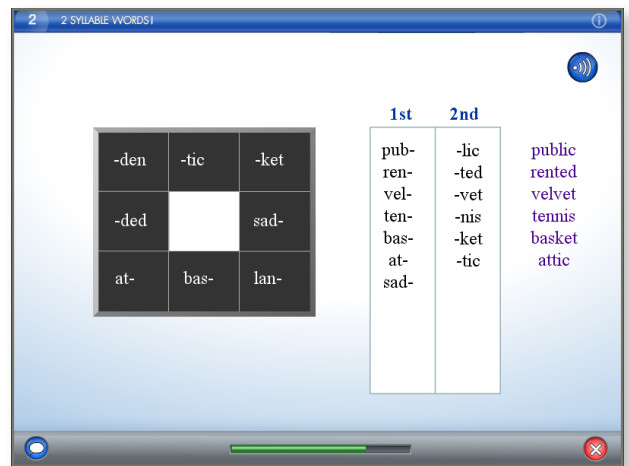 2 2 SYLLABLE WORDS I
1st 2nd
-den -tic -ket
-ded sad-
at- bas- lan-
pub- -lic public
ren- -ted rented
vel- -vet velvet
ten- -nis tennis
bas- -ket basket
at- -tic attic
sad-